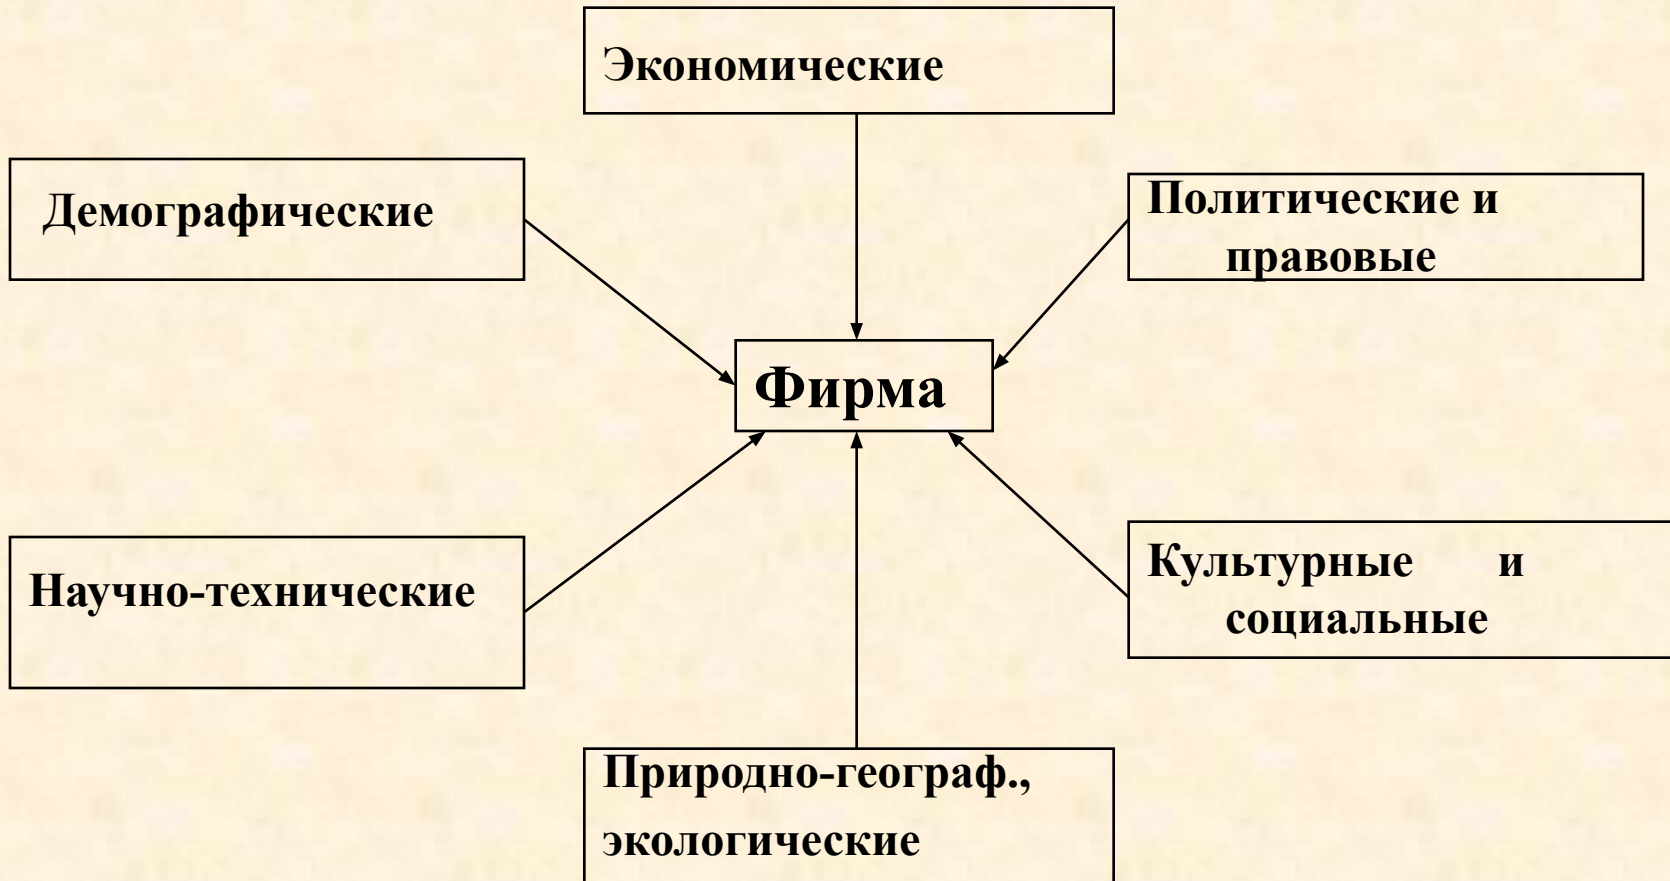 Экономические
Демографические
Политические и
правовые
Фирма
Научно-технические
Культурные и
социальные
Природно-географ.,
экологические